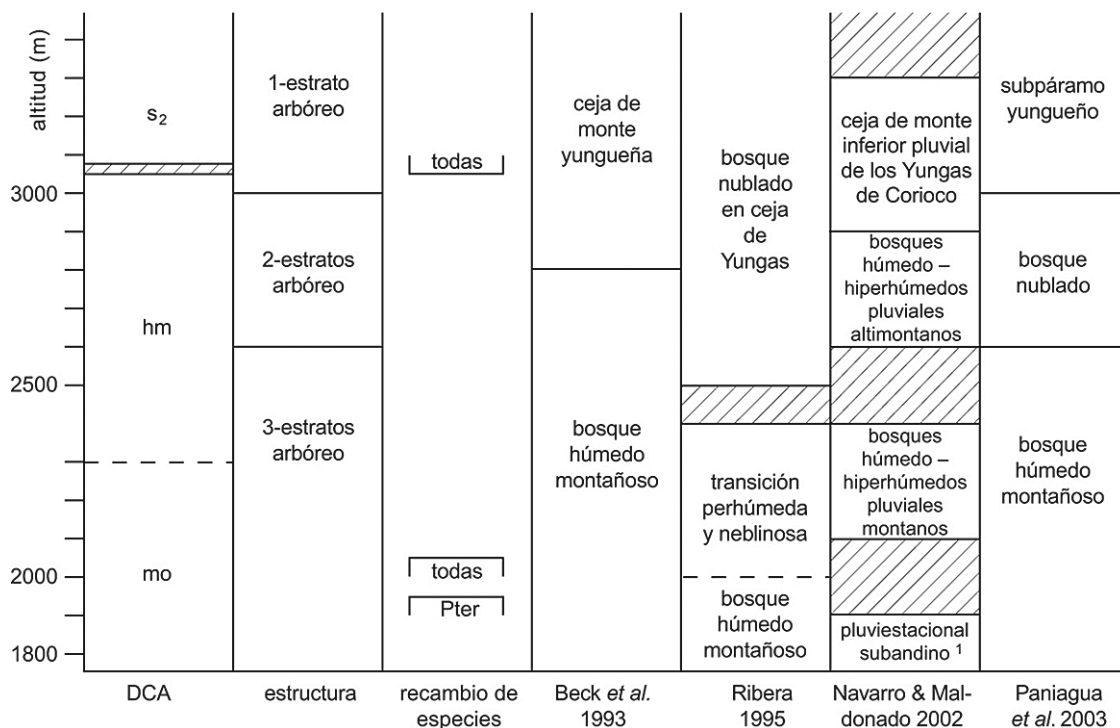 altitud (m)
3000
2500
2000
1800
s2
hm
mo
DCA
1-estrato
arbóreo
2-estratos
arbóreo
3-estratos
arbóreo
estructura
todas
todas
Pter
recambio de
especies
ceja de
monte
yungueña
bosque
húmedo
montañoso
Beck et al.
1993
bosque
nublado
en ceja
de
Yungas
transición
perhúmeda
y neblinosa
bosque
húmedo
montañoso
Ribera
1995
ceja de monte
inferior pluvial
de los Yungas
de Corioco
bosques
húmedo –
hiperhúmedos
pluviales
altimontanos
bosques
húmedo –
hiperhúmedos
pluviales
montanos
pluviestacional
subandino 1
Navarro & Mal-
donado 2002
subpáramo
yungueño
bosque
nublado
bosque
húmedo
montañoso
Paniagua
et al. 2003